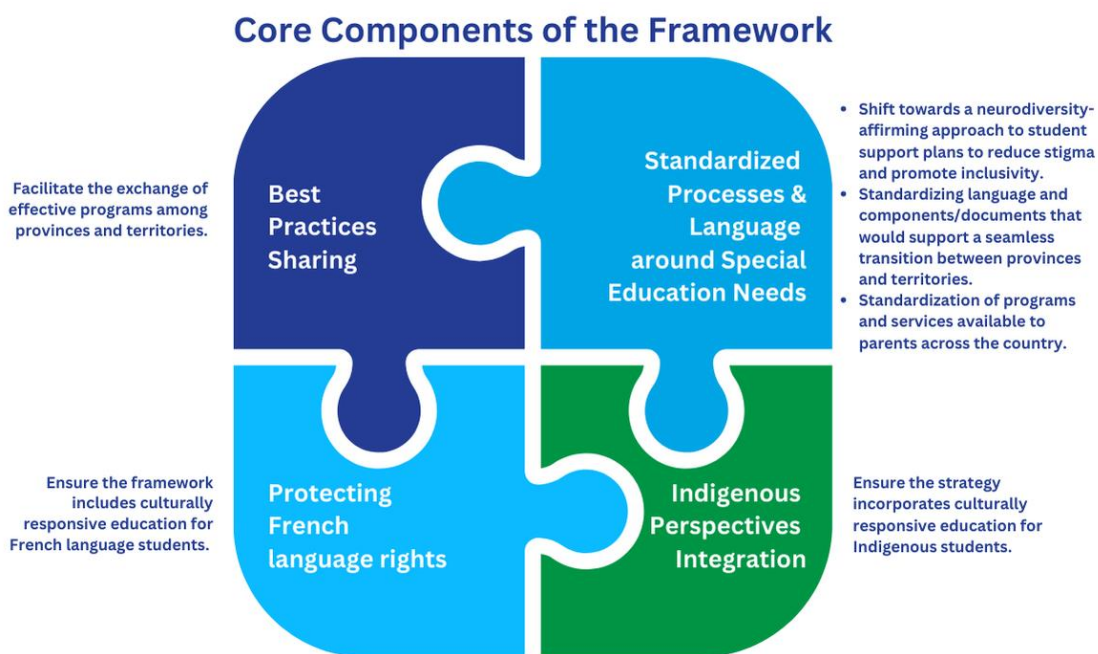 Core Components of the Framework
Facilitate the exchange of
effective programs among
provinces and territories.
Best
Practices
Sharing
Standardized
Processes &
Language
around Special
Education Needs
• Shift towards a neurodiversity-
affirming approach to student
support plans to reduce stigma
and promote inclusivity.
• Standardizing language and
components/documents that
would support a seamless
transition between provinces
and territories.
• Standardization of programs
and services available to
parents across the country.
Ensure the framework
includes culturally
responsive education for
French language students.
Protecting
French
language rights
Indigenous
Perspectives
Integration
Ensure the strategy
incorporates culturally
responsive education for
Indigenous students.